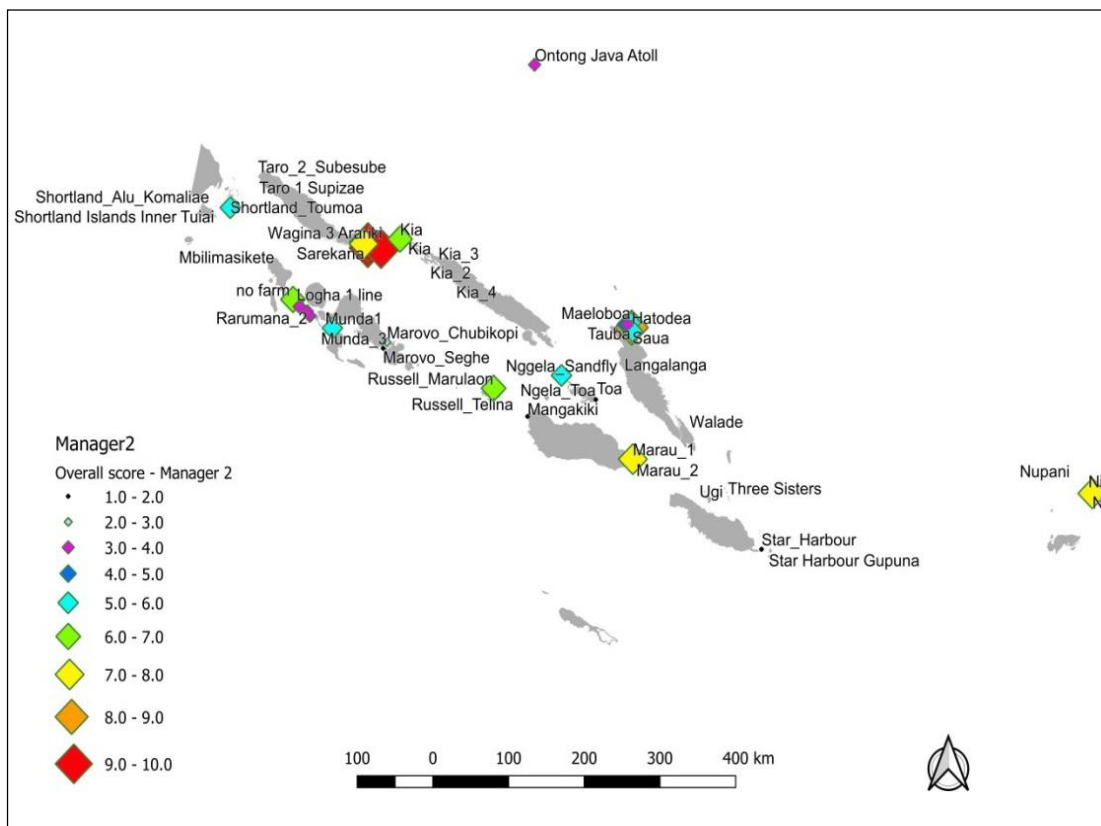 Ontong Java Atoll
Taro_2_Subesube
Taro 1 Supizae
Shortland_Alu_Komaliae
Shortland_Toumoa
Shortland Islands Inner Tuiai
Wagina 3 Arariki
Kia
Sarekana
Kia
Kia_3
Mbilimasikete
Kia_2
no farm
Logha 1 line
Kia_4
Rarumana_2
Munda1
Maeloboa
Hatodea
Munda_3
Marovo_Chubikopi
Tauba
Saua
Marovo_Seghe
Nggela_Sandfly
Langalanga
Russell_Marulaon
Ngela_Toa
Toa
Russell_Telina
Mangakiki
Walade
Marau_1
Marau_2
Nupani
Ni
N
Ugi
Three Sisters
Star_Harbour
Star Harbour Gupuna
Manager2
Overall score - Manager 2
1.0 - 2.0
2.0 - 3.0
3.0 - 4.0
4.0 - 5.0
5.0 - 6.0
6.0 - 7.0
7.0 - 8.0
8.0 - 9.0
9.0 - 10.0
100 0 100 200 300 400 km